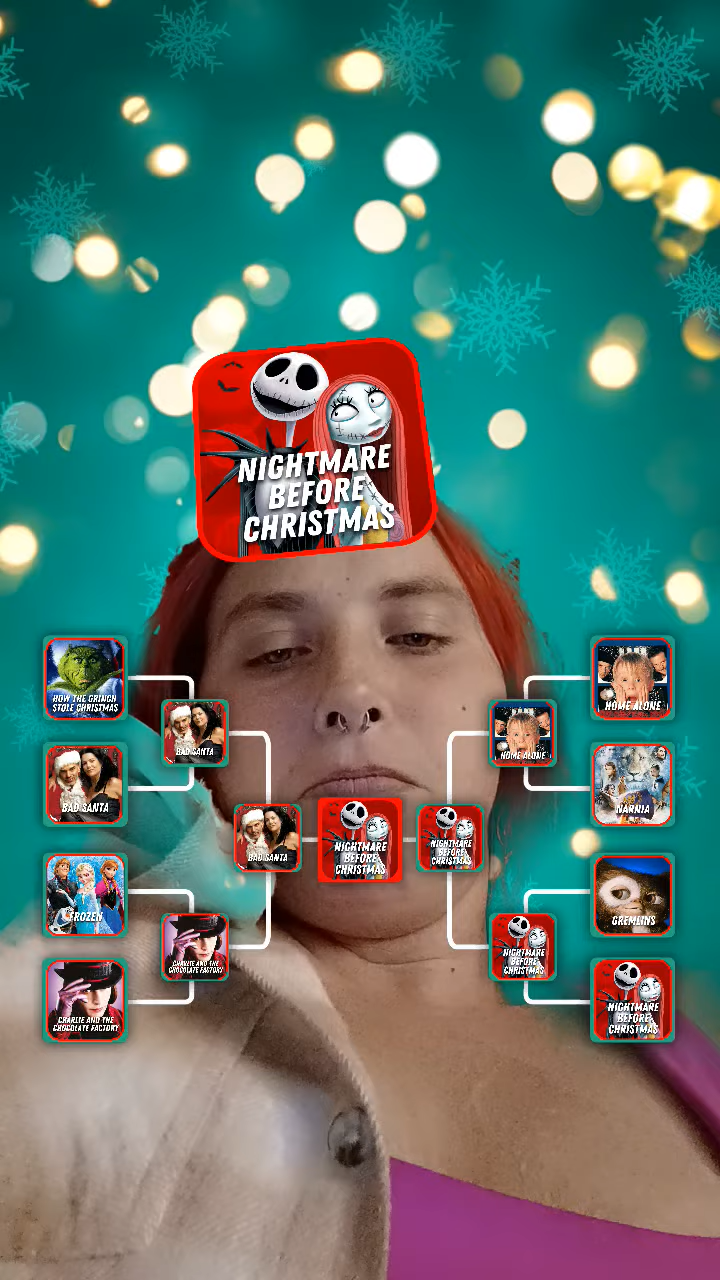 NIGHTMARE
BEFORE
CHRISTMAS
HOW THE GRINCH
STOLE CHRISTMAS
HOME ALONE
BAD SANTA
HOME ALONE
BAD SANTA
NARNIA
BAD SANTA
NIGHTMARE
BEFORE
CHRISTMAS
NIGHTMARE
BEFORE
CHRISTMAS
FROZEN
GREMLINS
CHARLIE AND THE
CHOCOLATE FACTORY
NIGHTMARE
BEFORE
CHRISTMAS
CHARLIE AND THE
CHOCOLATE FACTORY
NIGHTMARE
BEFORE
CHRISTMAS